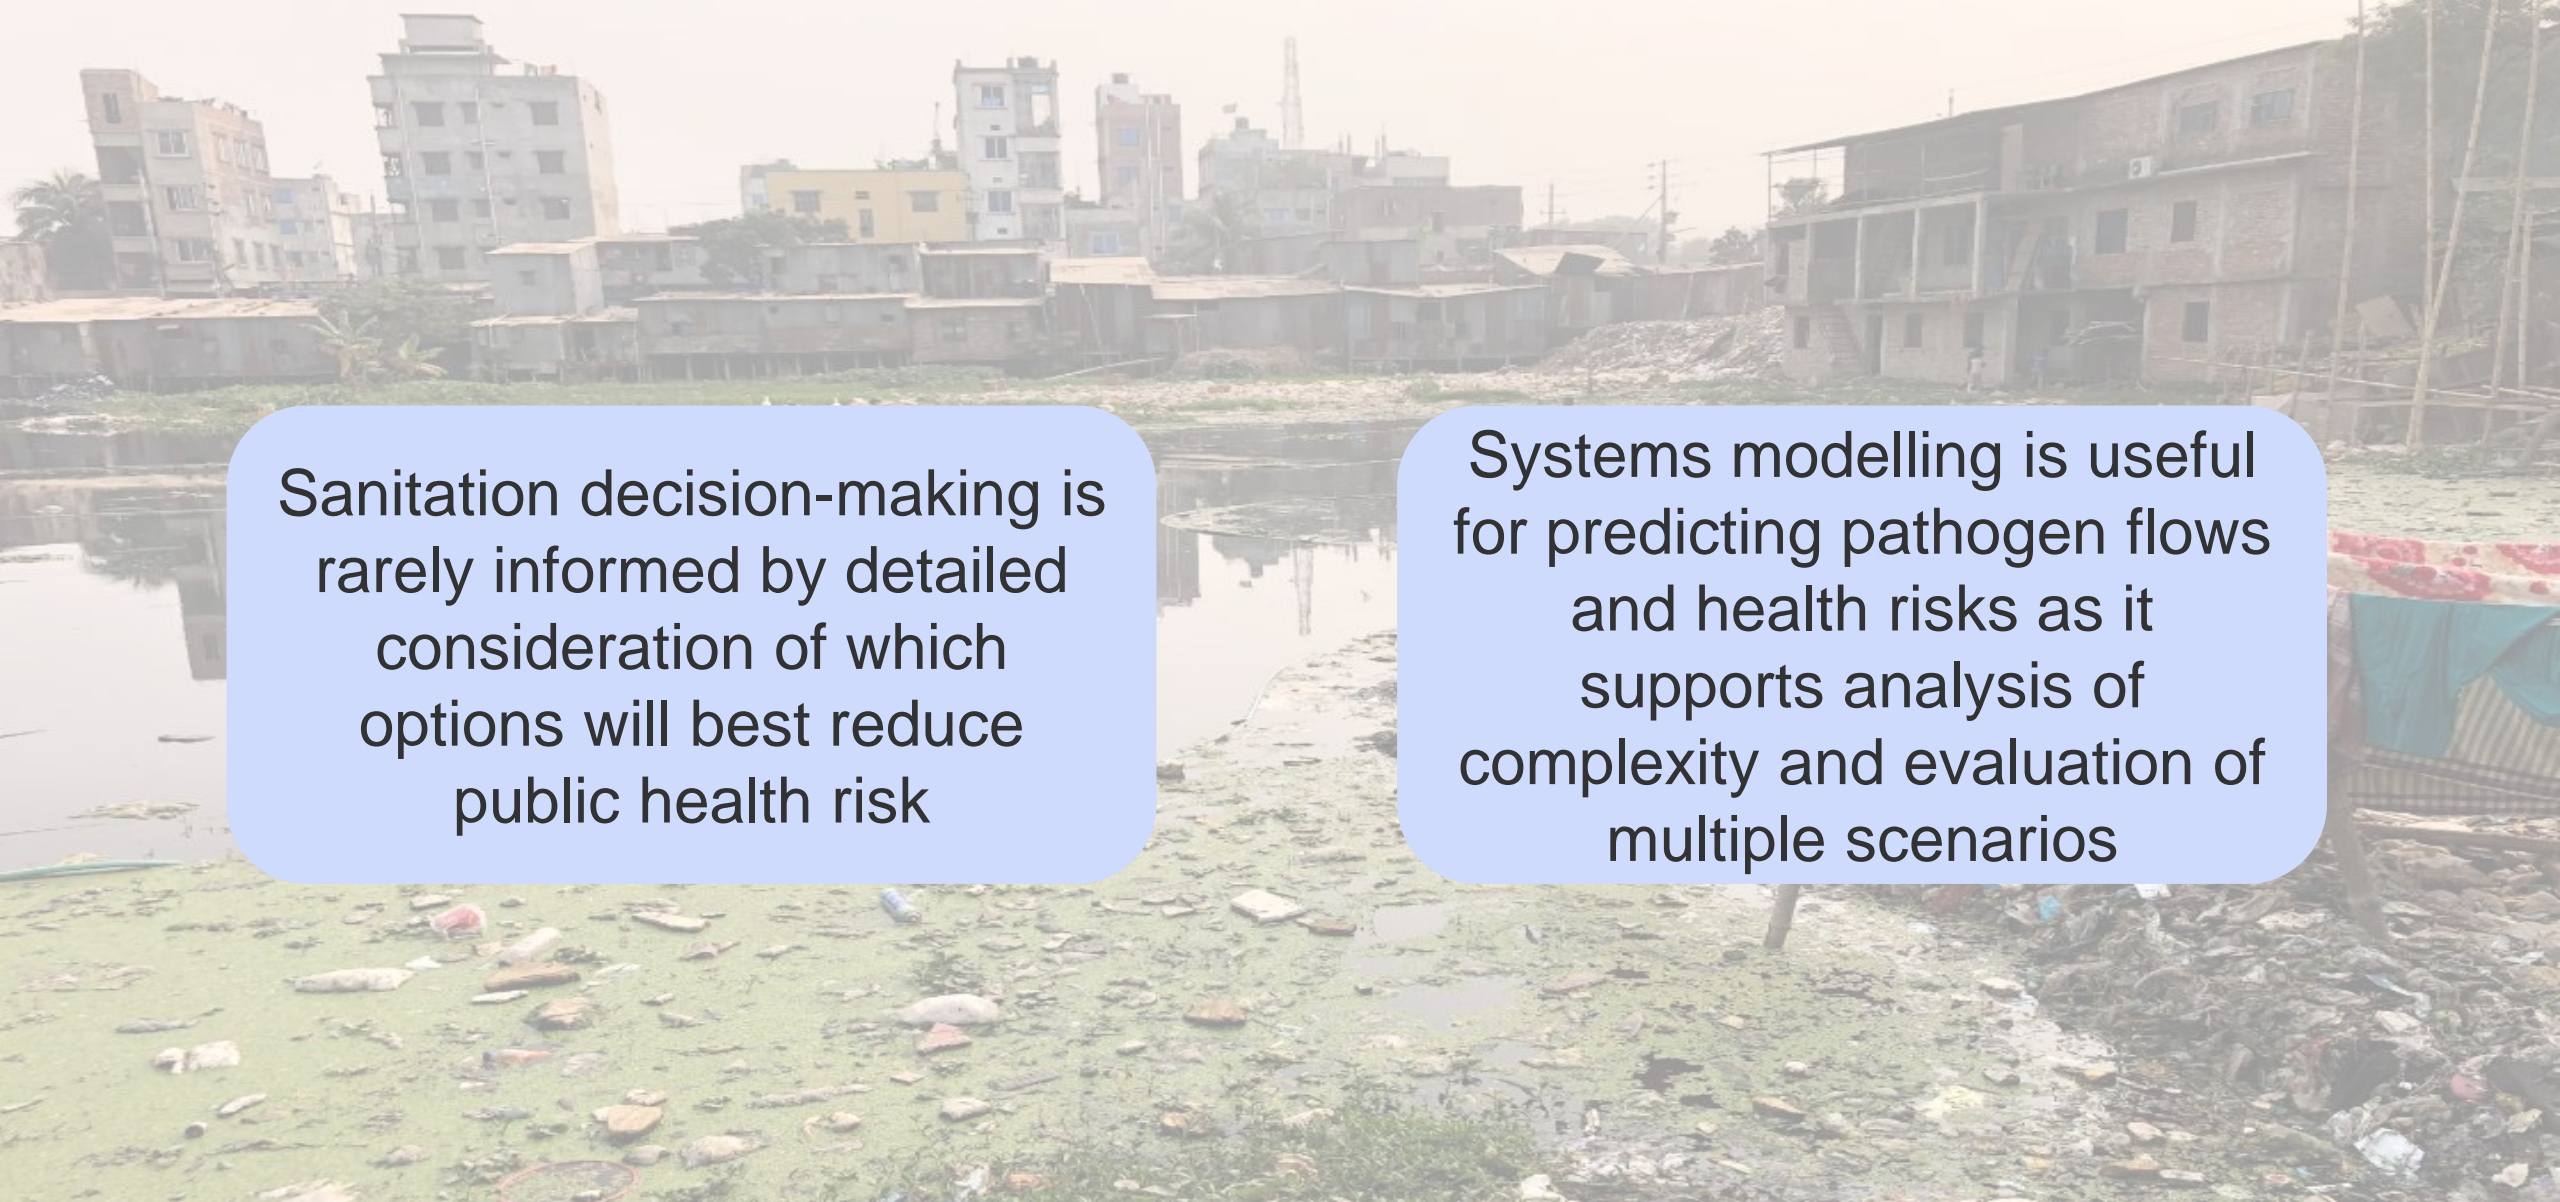 Sanitation decision-making is
rarely informed by detailed
consideration of which
options will best reduce
public health risk
Systems modelling is useful
for predicting pathogen flows
and health risks as it
supports analysis of
complexity and evaluation of
multiple scenarios